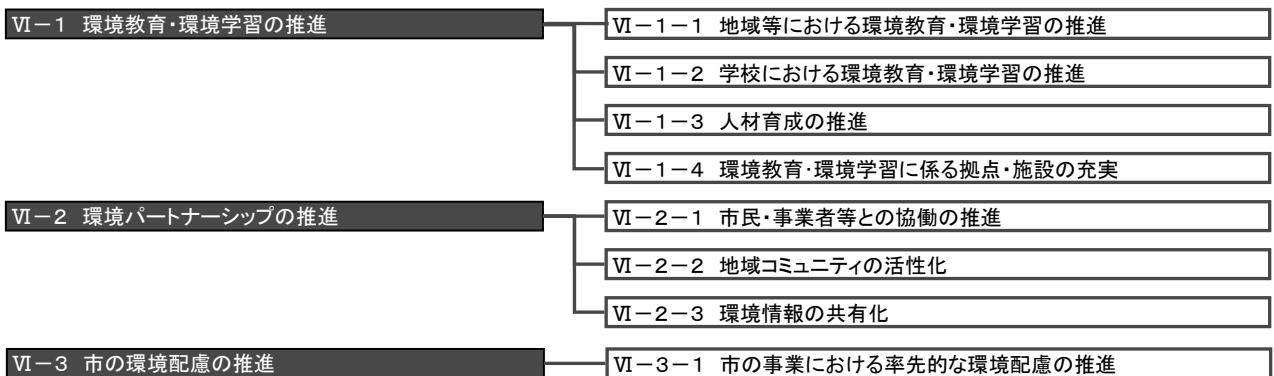 Ⅵ－1 環境教育・環境学習の推進
Ⅵ－1－1 地域等における環境教育・環境学習の推進
Ⅵ－1－2 学校における環境教育・環境学習の推進
Ⅵ－1－3 人材育成の推進
Ⅵ－1－4 環境教育・環境学習に係る拠点・施設の充実
Ⅵ－2 環境パートナーシップの推進
Ⅵ－2－1 市民・事業者等との協働の推進
Ⅵ－2－2 地域コミュニティの活性化
Ⅵ－2－3 環境情報の共有化
Ⅵ－3 市の環境配慮の推進
Ⅵ－3－1 市の事業における率先的な環境配慮の推進